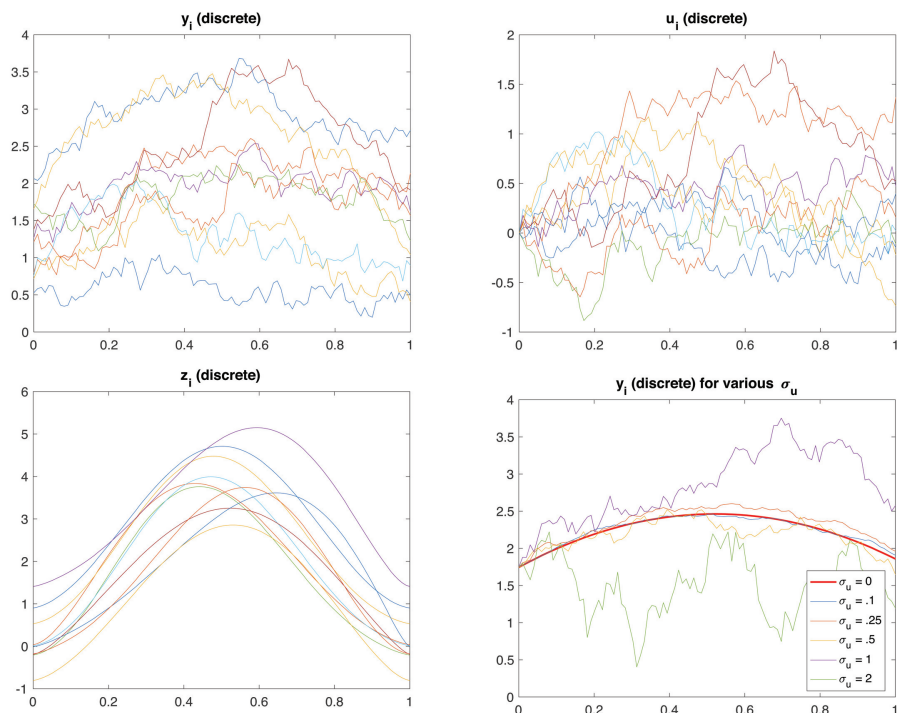 y_i (discrete)
4
3.5
3
2.5
2
1.5
1
0.5
0
0 0.2 0.4 0.6 0.8 1
u_i (discrete)
2
1.5
1
0.5
0
-0.5
-1
0 0.2 0.4 0.6 0.8 1
z_i (discrete)
6
5
4
3
2
1
0
-1
0 0.2 0.4 0.6 0.8 1
y_i (discrete) for various σ_u
4
3.5
3
2.5
2
1.5
1
0.5
0
0 0.2 0.4 0.6 0.8 1
σ_u = 0
σ_u = .1
σ_u = .25
σ_u = .5
σ_u = 1
σ_u = 2